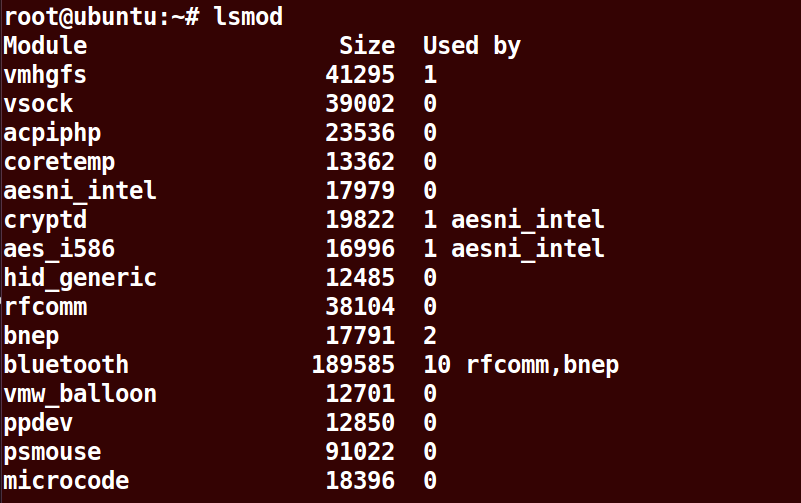 root@ubuntu:~# lsmod
Module                  Size  Used by
vmhgfs                 41295  1
vsock                  39002  0
acpiphp                23536  0
coretemp               13362  0
aesni_intel            17979  0
cryptd                 19822  1 aesni_intel
aes_i586               16996  1 aesni_intel
hid_generic            12485  0
rfcomm                 38104  0
bnep                   17791  2
bluetooth             189585  10 rfcomm,bnep
vmw_balloon            12701  0
ppdev                  12850  0
psmouse                91022  0
microcode              18396  0